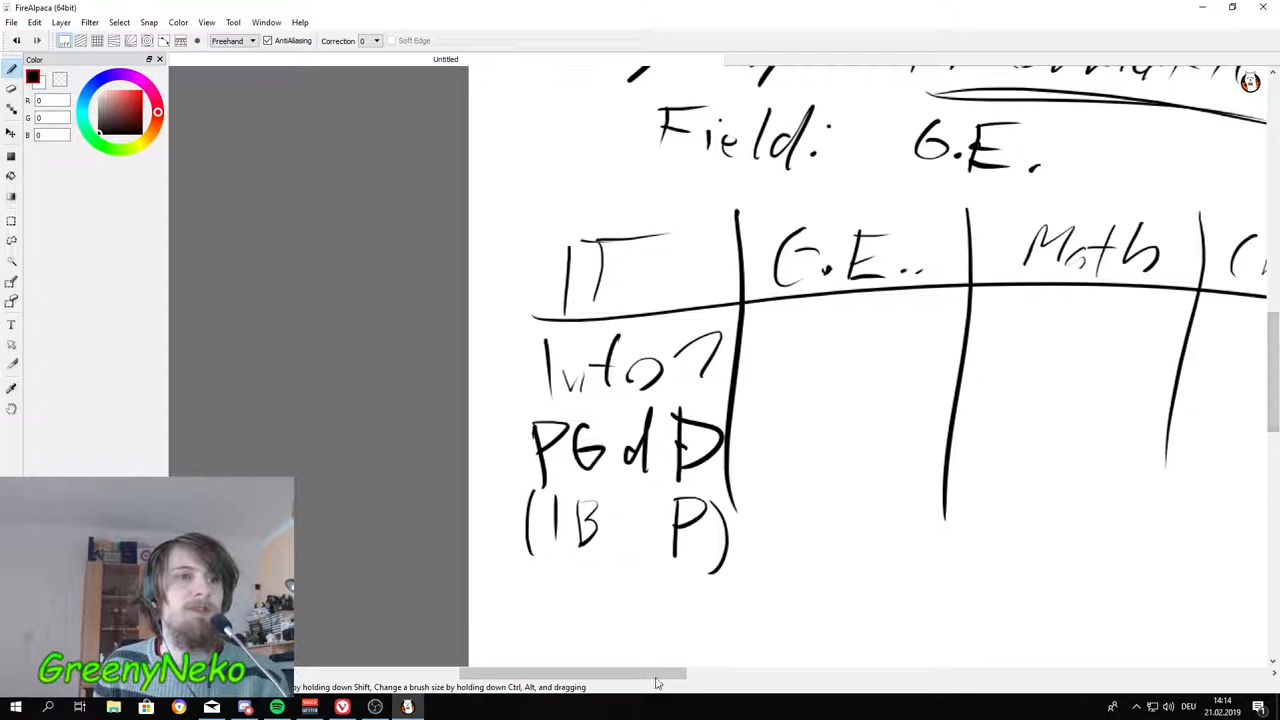 FireAlpaca (64bit)
File Edit Layer Filter Select Snap Color View Tool Window Help
OFF Freehand AntiAliasing Correction 0 Soft Edge
Color Untitled
R 0
G 0
B 0
Field: G.E.
IT G.E.. Math
Info?
PG d D
(IB P)
GreenyNeko
by holding down Shift, Change a brush size by holding down Ctrl, Alt, and dragging
DEU 14:14
21.02.2019